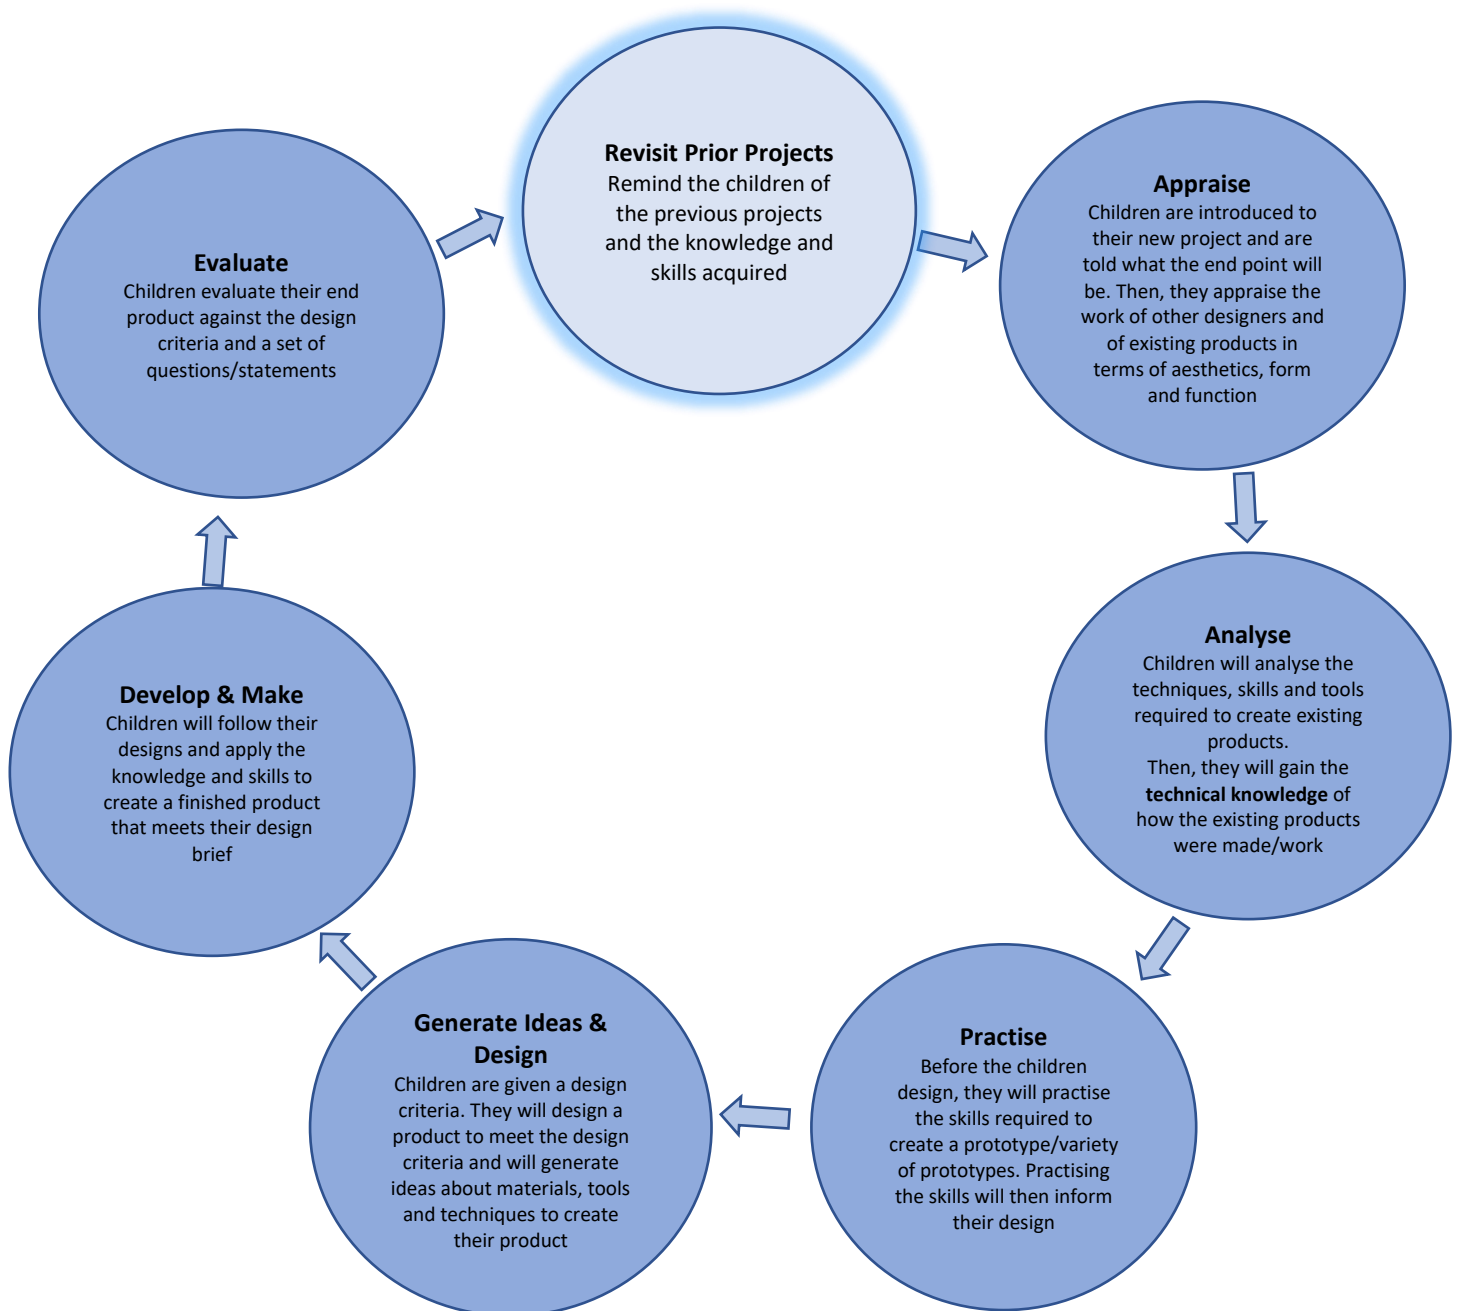 Revisit Prior Projects
Remind the children of
the previous projects
and the knowledge and
skills acquired
Appraise
Children are introduced to
their new project and are
told what the end point will
be. Then, they appraise the
work of other designers and
of existing products in
terms of aesthetics, form
and function
Analyse
Children will analyse the
techniques, skills and tools
required to create existing
products.
Then, they will gain the
technical knowledge of
how the existing products
were made/work
Practise
Before the children
design, they will practise
the skills required to
create a prototype/variety
of prototypes. Practising
the skills will then inform
their design
Generate Ideas &
Design
Children are given a design
criteria. They will design a
product to meet the design
criteria and will generate
ideas about materials, tools
and techniques to create
their product
Develop & Make
Children will follow their
designs and apply the
knowledge and skills to
create a finished product
that meets their design
brief
Evaluate
Children evaluate their end
product against the design
criteria and a set of
questions/statements